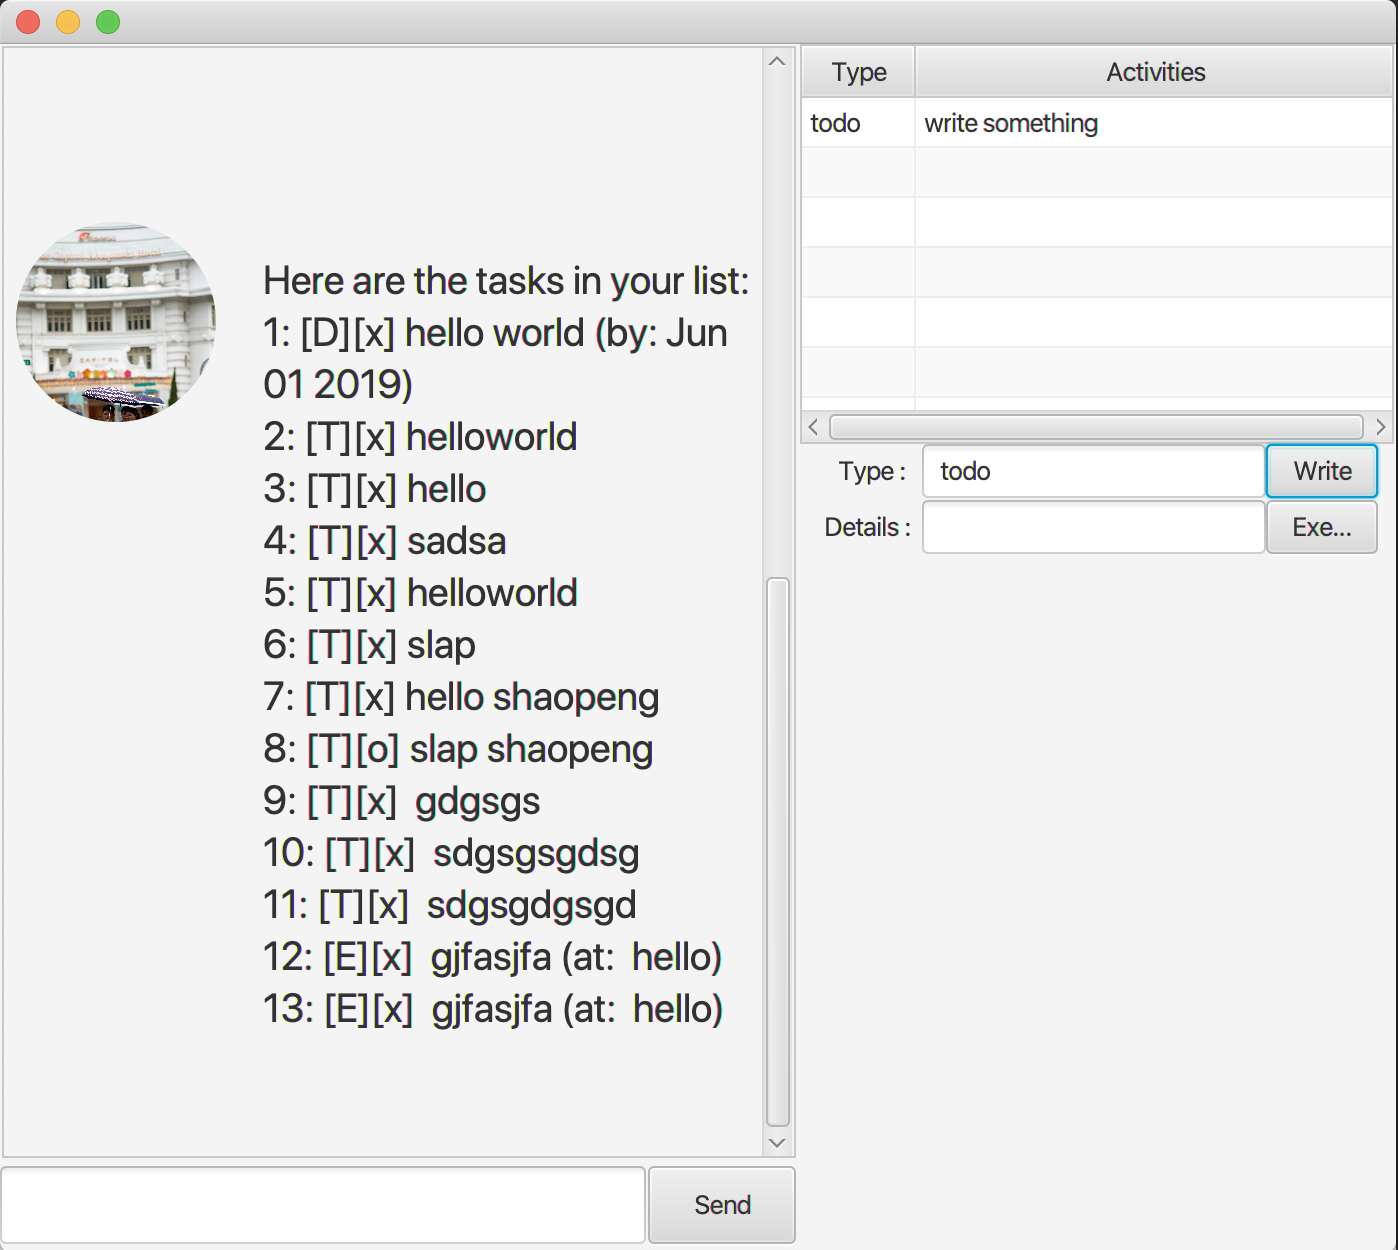 Here are the tasks in your list:
1: [D][x] hello world (by: Jun
01 2019)
2: [T][x] helloworld
3: [T][x] hello
4: [T][x] sadsa
5: [T][x] helloworld
6: [T][x] slap
7: [T][x] hello shaopeng
8: [T][o] slap shaopeng
9: [T][x]  gdgsgs
10: [T][x]  sdgsgsgdsg
11: [T][x]  sdgsgdgsgd
12: [E][x]  gjfasjfa (at:  hello)
13: [E][x]  gjfasjfa (at:  hello)
Send
Type Activities
todo write something
Type : todo Write
Details : Exe...